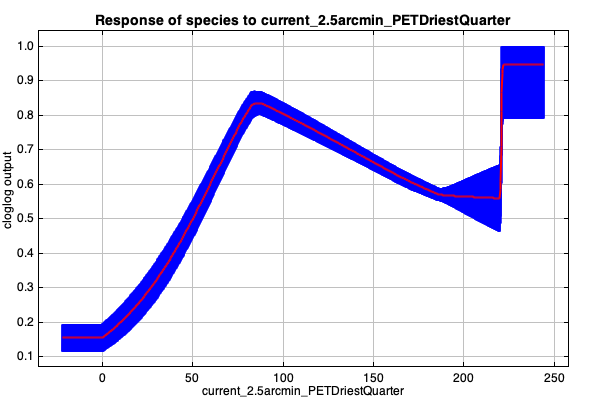 Response of species to current_2.5arcmin_PETDriestQuarter
cloglog output
1.0
0.9
0.8
0.7
0.6
0.5
0.4
0.3
0.2
0.1
0 50 100 150 200 250
current_2.5arcmin_PETDriestQuarter